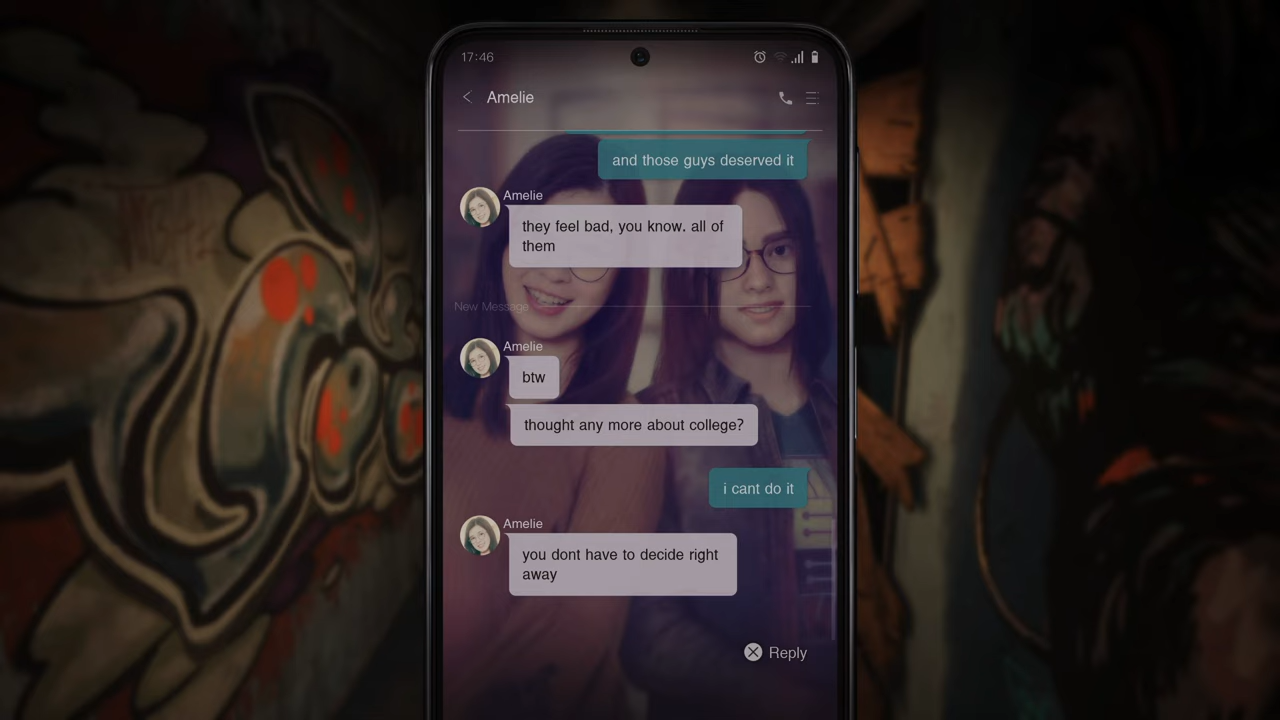 17:46
Amelie
and those guys deserved it
Amelie
they feel bad, you know. all of
them
New Message
Amelie
btw
thought any more about college?
i cant do it
Amelie
you dont have to decide right
away
Reply